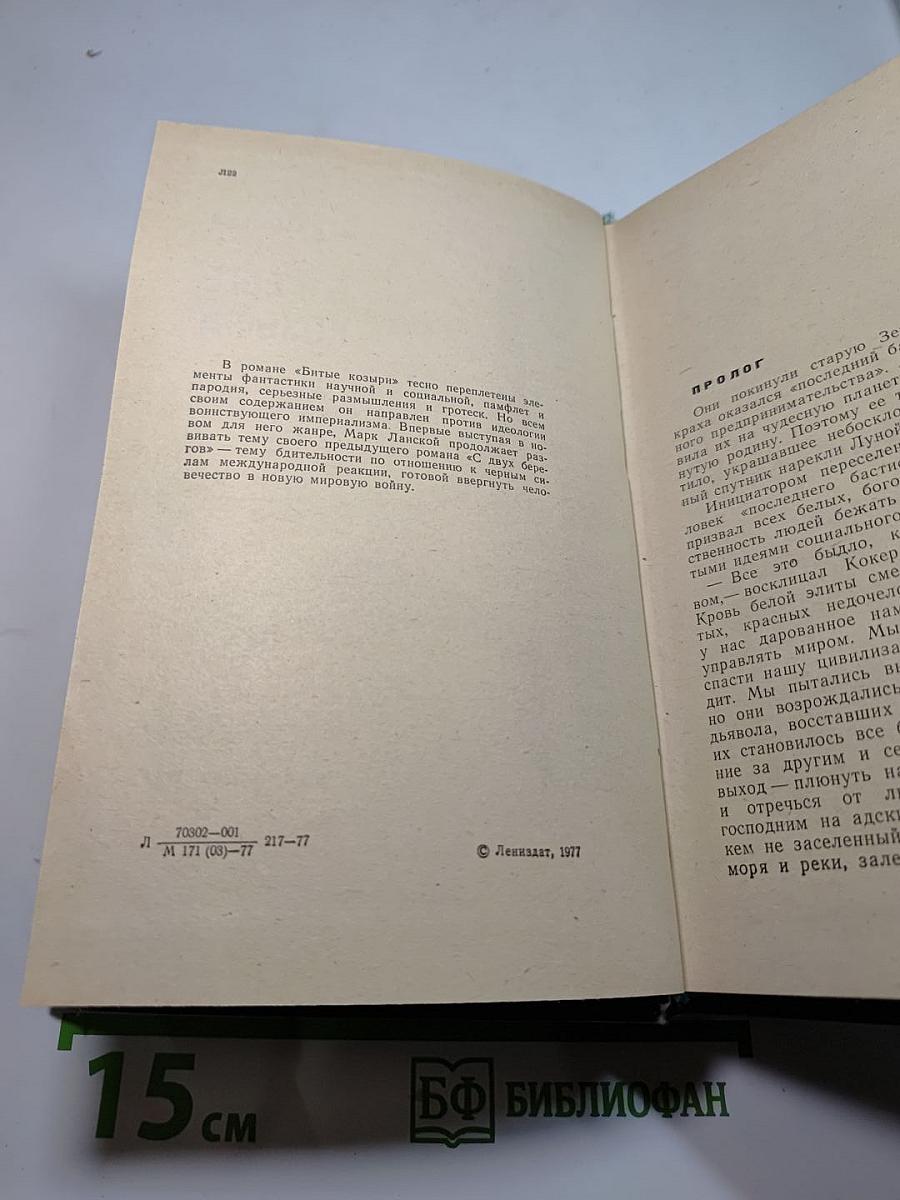 Л22
В романе «Битые козыри» тесно переплетены эле-
менты фантастики научной и социальной, памфлет и
пародия, серьезные размышления и гротеск. Но всем
своим содержанием он направлен против идеологии
воинствующего империализма. Впервые выступая в но-
вом для него жанре, Марк Ланской продолжает раз-
вивать тему своего предыдущего романа «С двух бере-
гов» — тему бдительности по отношению к черным си-
лам международной реакции, готовой ввергнуть чело-
вечество в новую мировую войну.
Л 70302—001 217—77
М 171 (03)—77
© Лениздат, 1977
ПРОЛОГ
Они покинули старую Зе
краха оказался «последний ба
ного предпринимательства».
вила их на чудесную планет
нутую родину. Поэтому ее т
тило, украшавшее небоскло
ный спутник нарекли Луной
Инициатором переселен
ловек «последнего бастио
призвал всех белых, бого
ственность людей бежать
тыми идеями социального
— Все это быдло, к
вом,— восклицал Кокер
Кровь белой элиты сме
тых, красных недочело
у нас дарованное нам
управлять миром. Мы
спасти нашу цивилиза
дит. Мы пытались вы
но они возрождались
дьявола, восставших
их становилось все б
ние за другим и се
выход — плюнуть на
и отречься от лю
господним на адски
кем не заселенный
моря и реки, зале
15 см
БФ БИБЛИОФАН